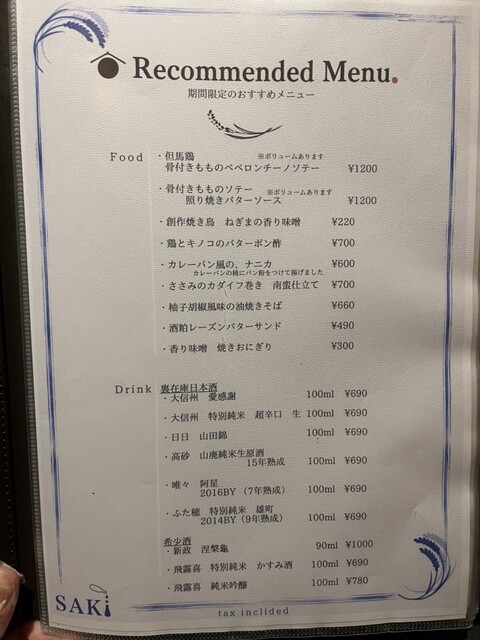 Recommended Menu.
期間限定のおすすめメニュー
Food
・但馬鶏 ※ボリュームあります
骨付きもものペペロンチーノソテー ¥1200
・骨付きもものソテー ※ボリュームあります
照り焼きバターソース ¥1200
・創作焼き鳥 ねぎまの香り味噌 ¥220
・鶏とキノコのバターポン酢 ¥700
・カレーパン風の、ナニカ ¥600
カレーパンの種にパン粉をつけて揚げました
・ささみのカダイフ巻き 南蛮仕立て ¥700
・柚子胡椒風味の油焼きそば ¥660
・酒粕レーズンバターサンド ¥490
・香り味噌 焼きおにぎり ¥300
Drink 裏在庫日本酒
・大信州 愛感謝 100ml ¥690
・大信州 特別純米 超辛口 生 100ml ¥690
・日日 山田錦 100ml ¥690
・高砂 山廃純米生原酒
15年熟成 100ml ¥690
・唯々 阿星
2016BY（7年熟成） 100ml ¥690
・ふた穂 特別純米 雄町
2014BY（9年熟成） 100ml ¥690
希少酒
・新政 涅槃龜 90ml ¥1000
・飛露喜 特別純米 かすみ酒 100ml ¥690
・飛露喜 純米吟醸 100ml ¥780
SAKi
tax inclided